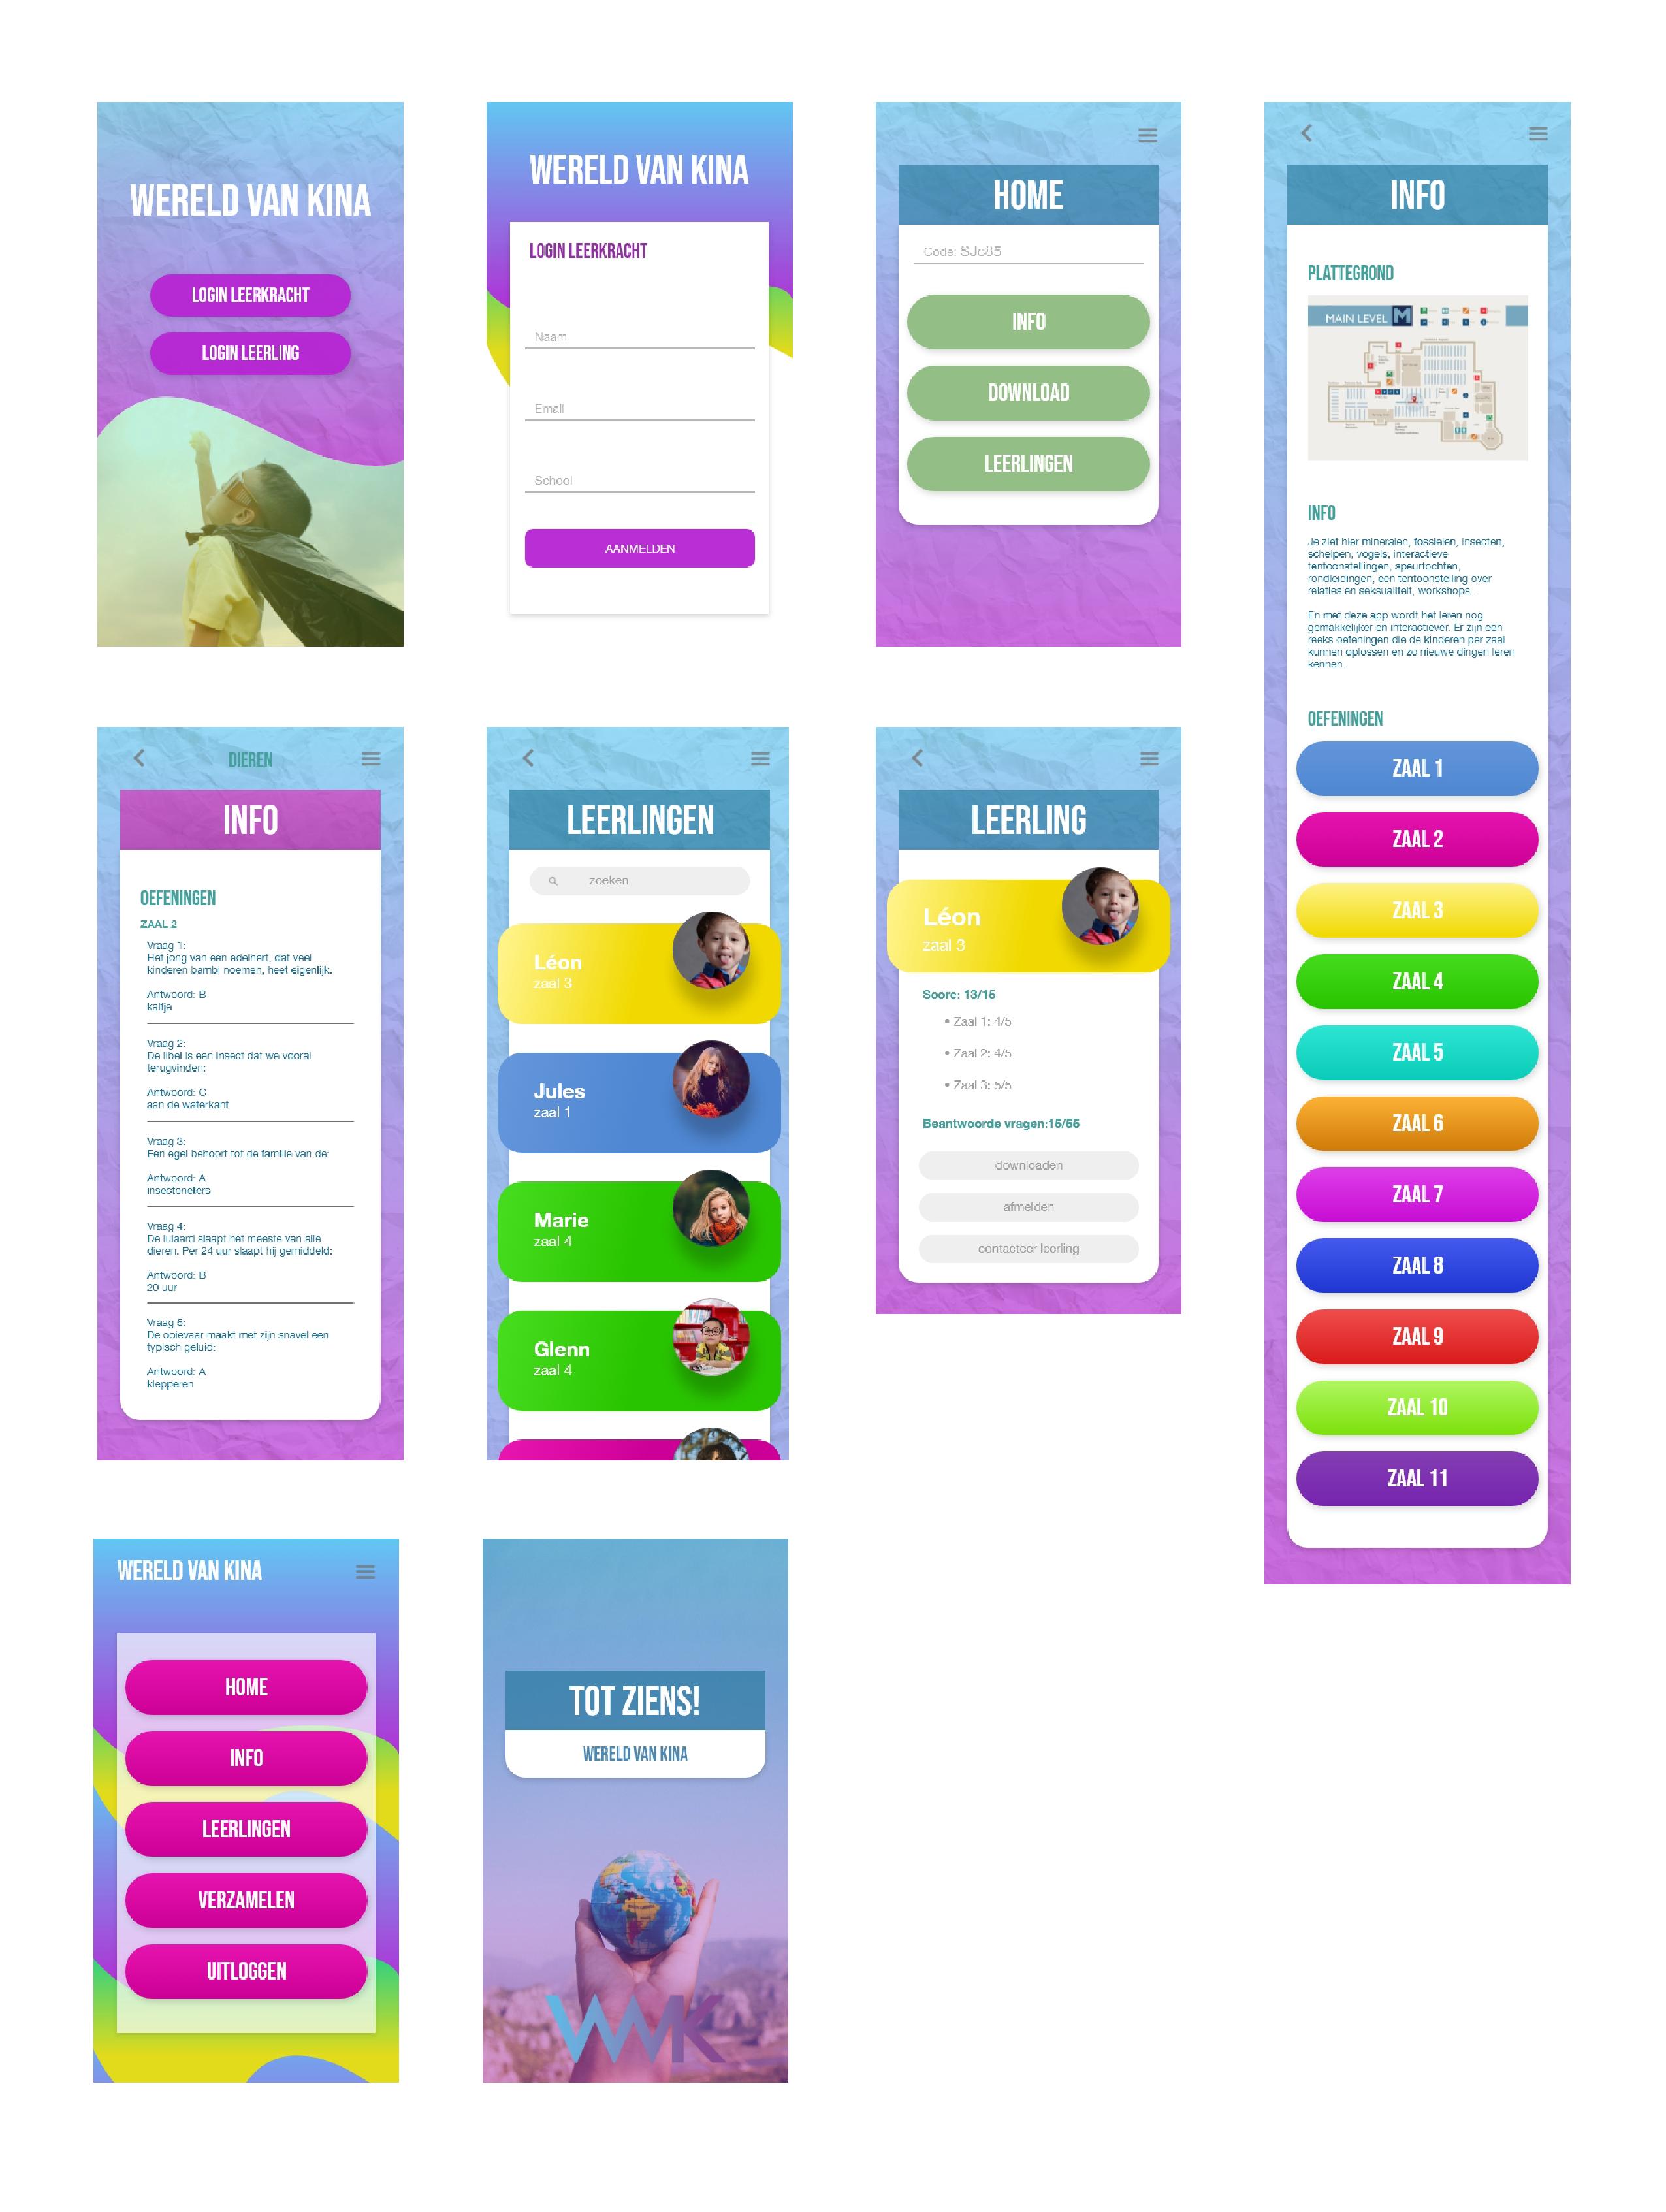 WERELD VAN KINA
LOGIN LEERKRACHT
LOGIN LEERLING
WERELD VAN KINA
LOGIN LEERKRACHT
Naam
Email
School
AANMELDEN
HOME
Code: SJc85
INFO
DOWNLOAD
LEERLINGEN
INFO
PLATTEGROND
MAIN LEVEL M
INFO
Je ziet hier mineralen, fossielen, insecten,
schelpen, vogels, interactieve
tentoonstellingen, speurtochten,
rondleidingen, een tentoonstelling over
relaties en seksualiteit, workshops..
En met deze app wordt het leren nog
gemakkelijker en interactiever. Er zijn een
reeks oefeningen die de kinderen per zaal
kunnen oplossen en zo nieuwe dingen leren
kennen.
OEFENINGEN
ZAAL 1
ZAAL 2
ZAAL 3
ZAAL 4
ZAAL 5
ZAAL 6
ZAAL 7
ZAAL 8
ZAAL 9
ZAAL 10
ZAAL 11
DIEREN
INFO
OEFENINGEN
ZAAL 2
Vraag 1:
Het jong van een edelhert, dat veel
kinderen bambi noemen, heet eigenlijk:
Antwoord: B
kalfje
Vraag 2:
De libel is een insect dat we vooral
terugvinden:
Antwoord: C
aan de waterkant
Vraag 3:
Een egel behoort tot de familie van de:
Antwoord: A
insecteneters
Vraag 4:
De luiaard slaapt het meeste van alle
dieren. Per 24 uur slaapt hij gemiddeld:
Antwoord: B
20 uur
Vraag 5:
De ooievaar maakt met zijn snavel een
typisch geluid:
Antwoord: A
klepperen
LEERLINGEN
zoeken
Léon
zaal 3
Jules
zaal 1
Marie
zaal 4
Glenn
zaal 4
LEERLING
Léon
zaal 3
Score: 13/15
• Zaal 1: 4/5
• Zaal 2: 4/5
• Zaal 3: 5/5
Beantwoorde vragen:15/55
downloaden
afmelden
contacteer leerling
WERELD VAN KINA
HOME
INFO
LEERLINGEN
VERZAMELEN
UITLOGGEN
TOT ZIENS!
WERELD VAN KINA
WVK